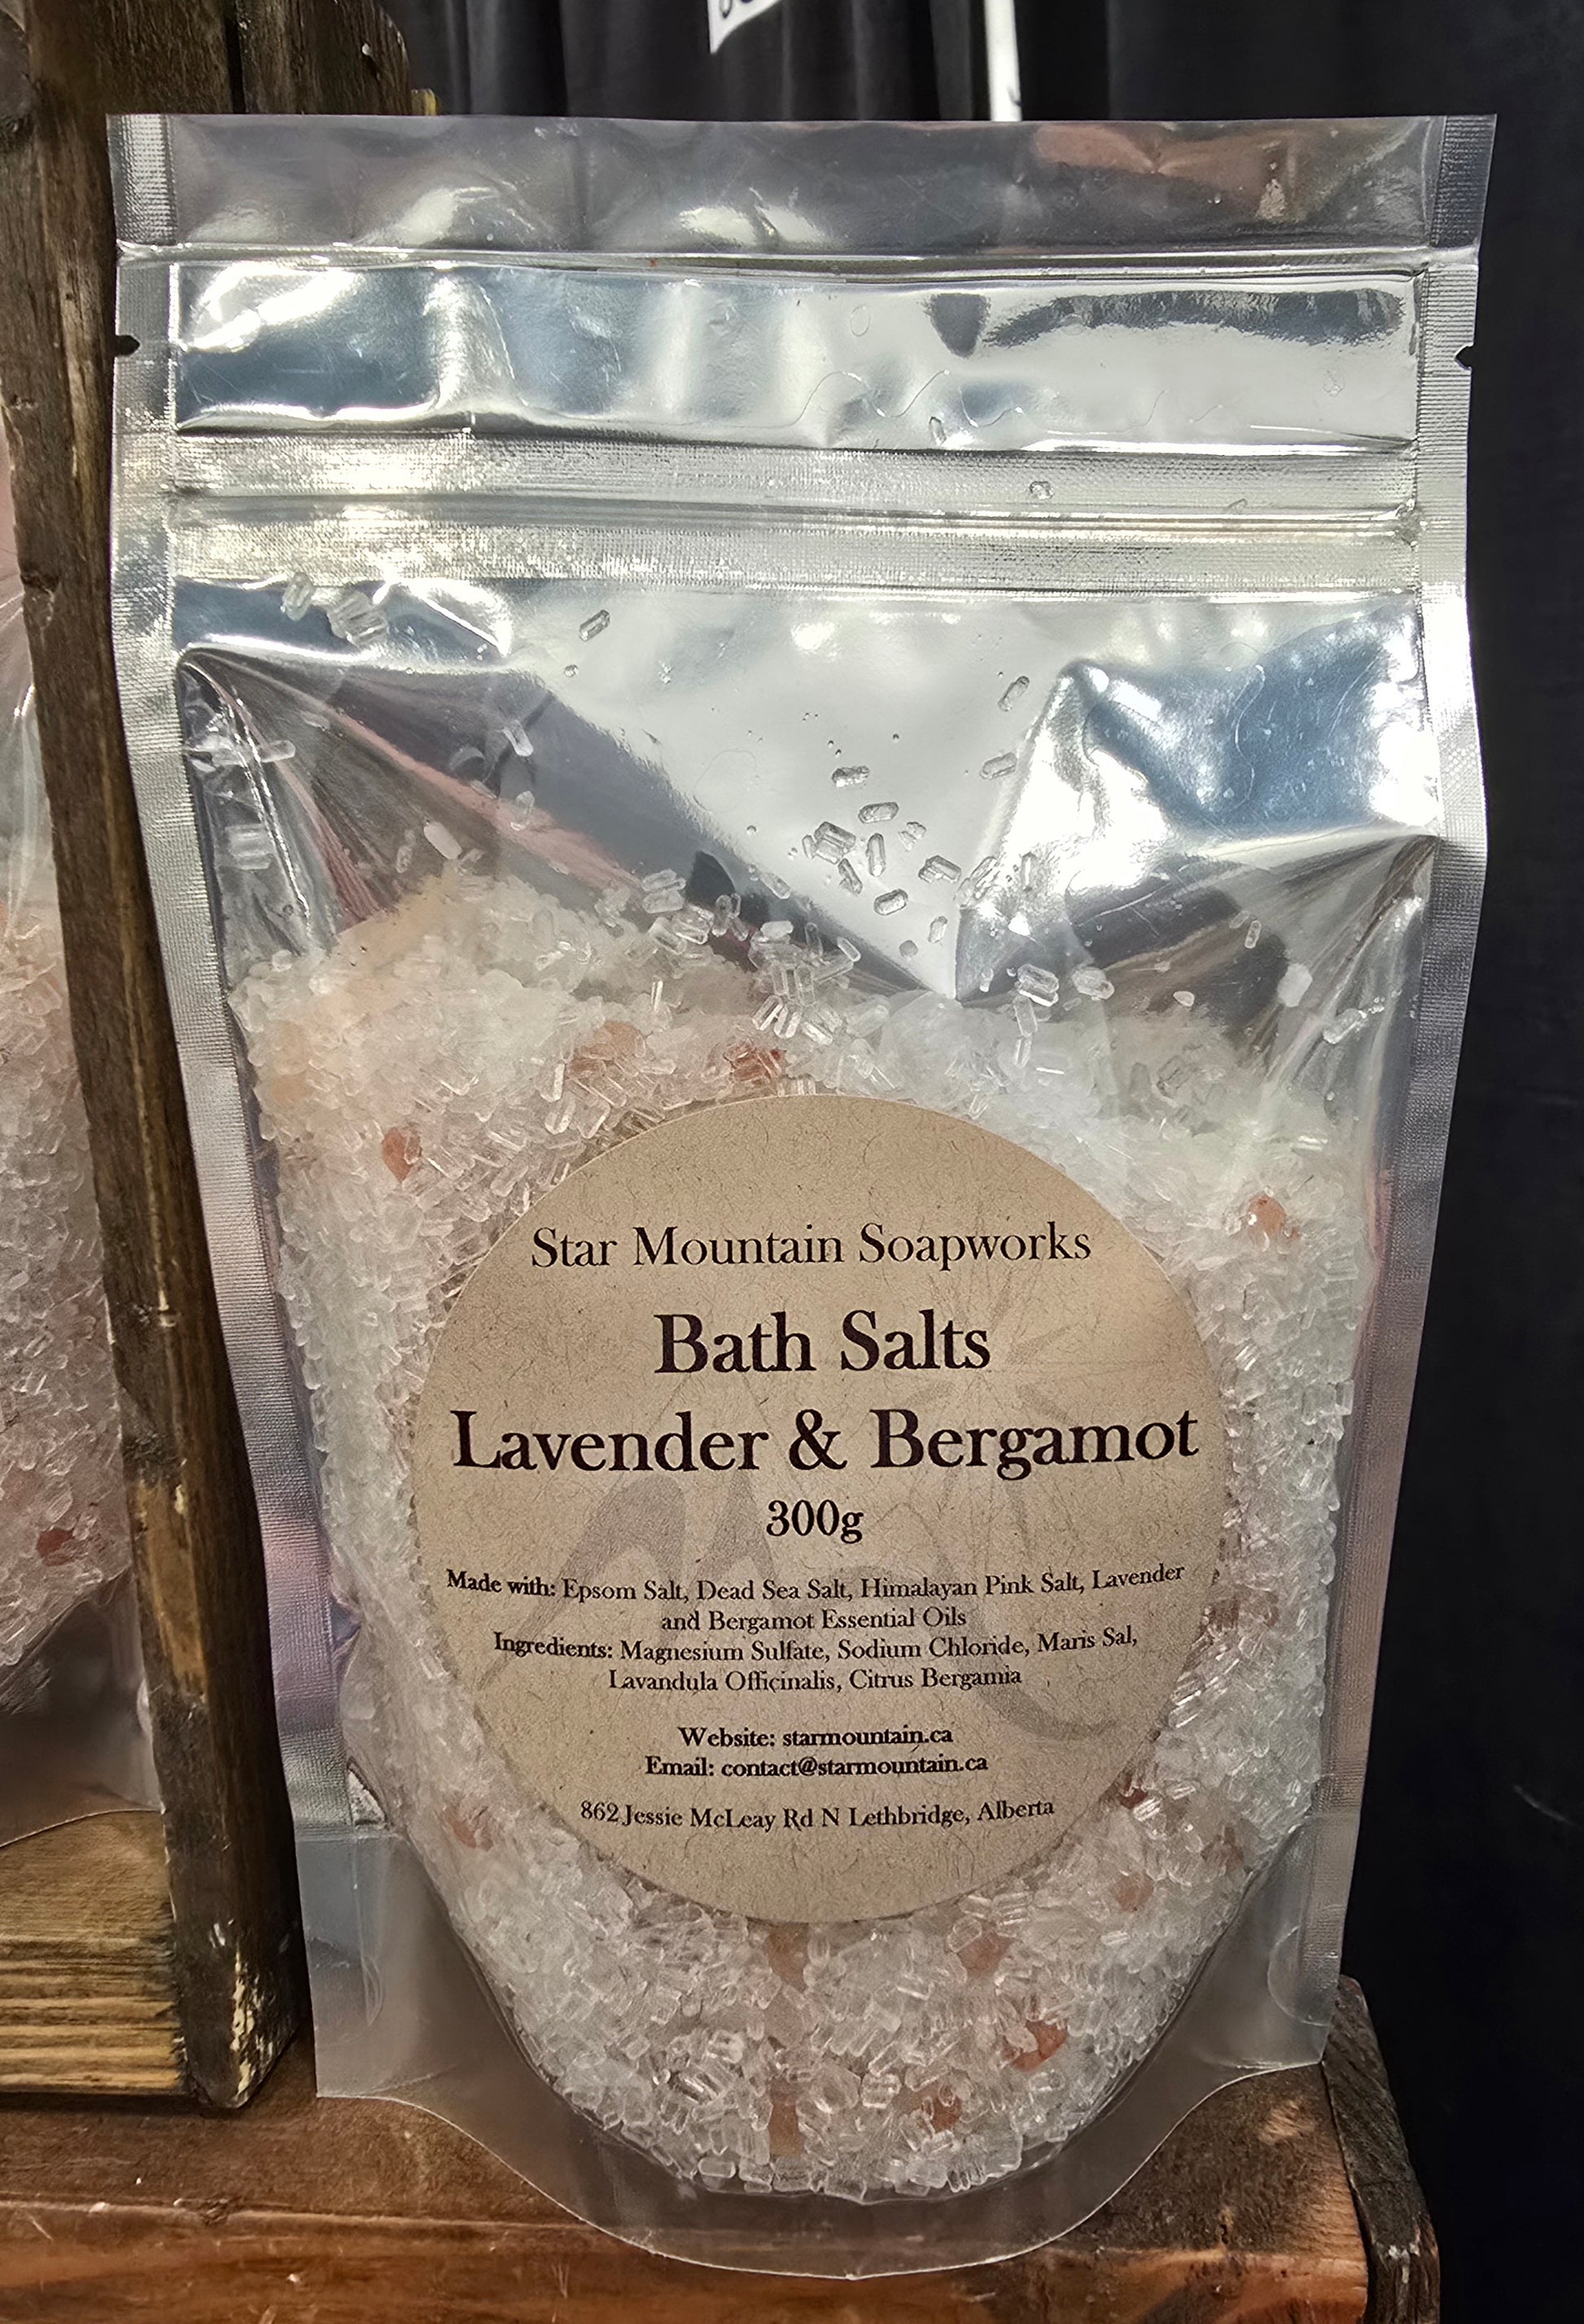 Star Mountain Soapworks
Bath Salts
Lavender & Bergamot
300g
Made with: Epsom Salt, Dead Sea Salt, Himalayan Pink Salt, Lavender
and Bergamot Essential Oils
Ingredients: Magnesium Sulfate, Sodium Chloride, Maris Sal,
Lavandula Officinalis, Citrus Bergamia
Website: starmountain.ca
Email: contact@starmountain.ca
862 Jessie McLeay Rd N Lethbridge, Alberta